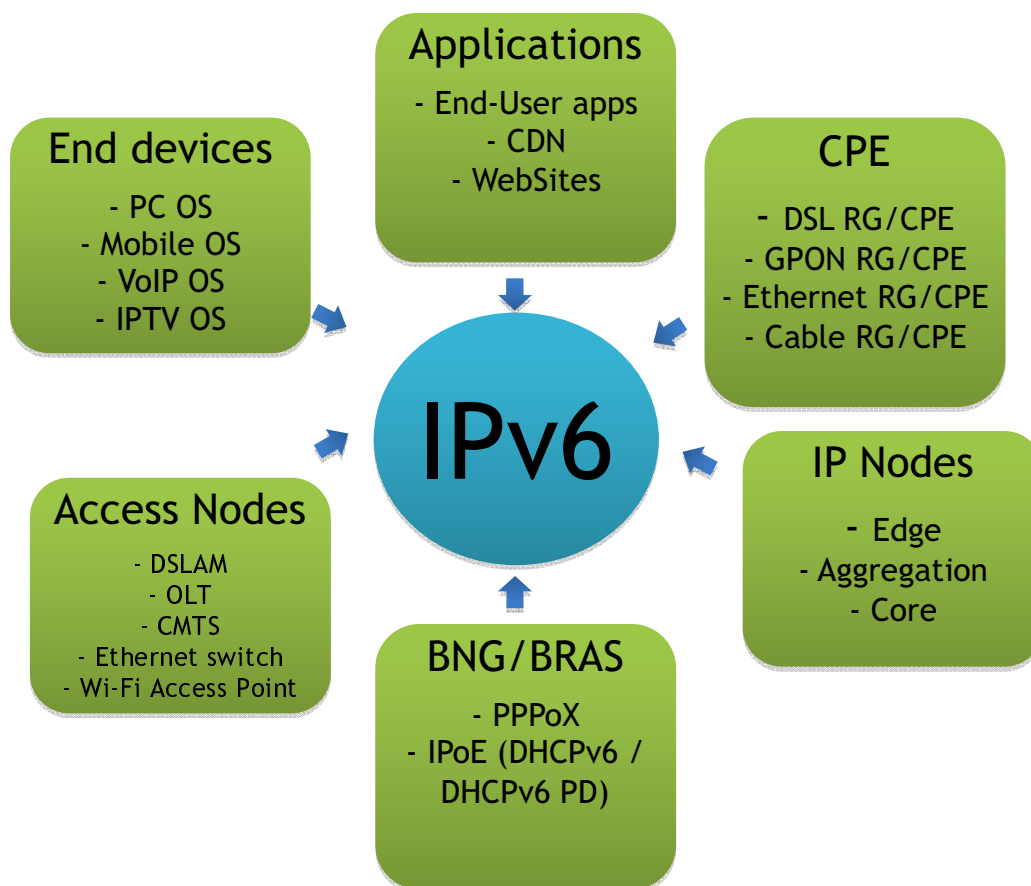 Applications
- End-User apps
- CDN
- WebSites
End devices
- PC OS
- Mobile OS
- VoIP OS
- IPTV OS
CPE
- DSL RG/CPE
- GPON RG/CPE
- Ethernet RG/CPE
- Cable RG/CPE
IPv6
Access Nodes
- DSLAM
- OLT
- CMTS
- Ethernet switch
- Wi-Fi Access Point
IP Nodes
- Edge
- Aggregation
- Core
BNG/BRAS
- PPPoX
- IPoE (DHCPv6 /
DHCPv6 PD)